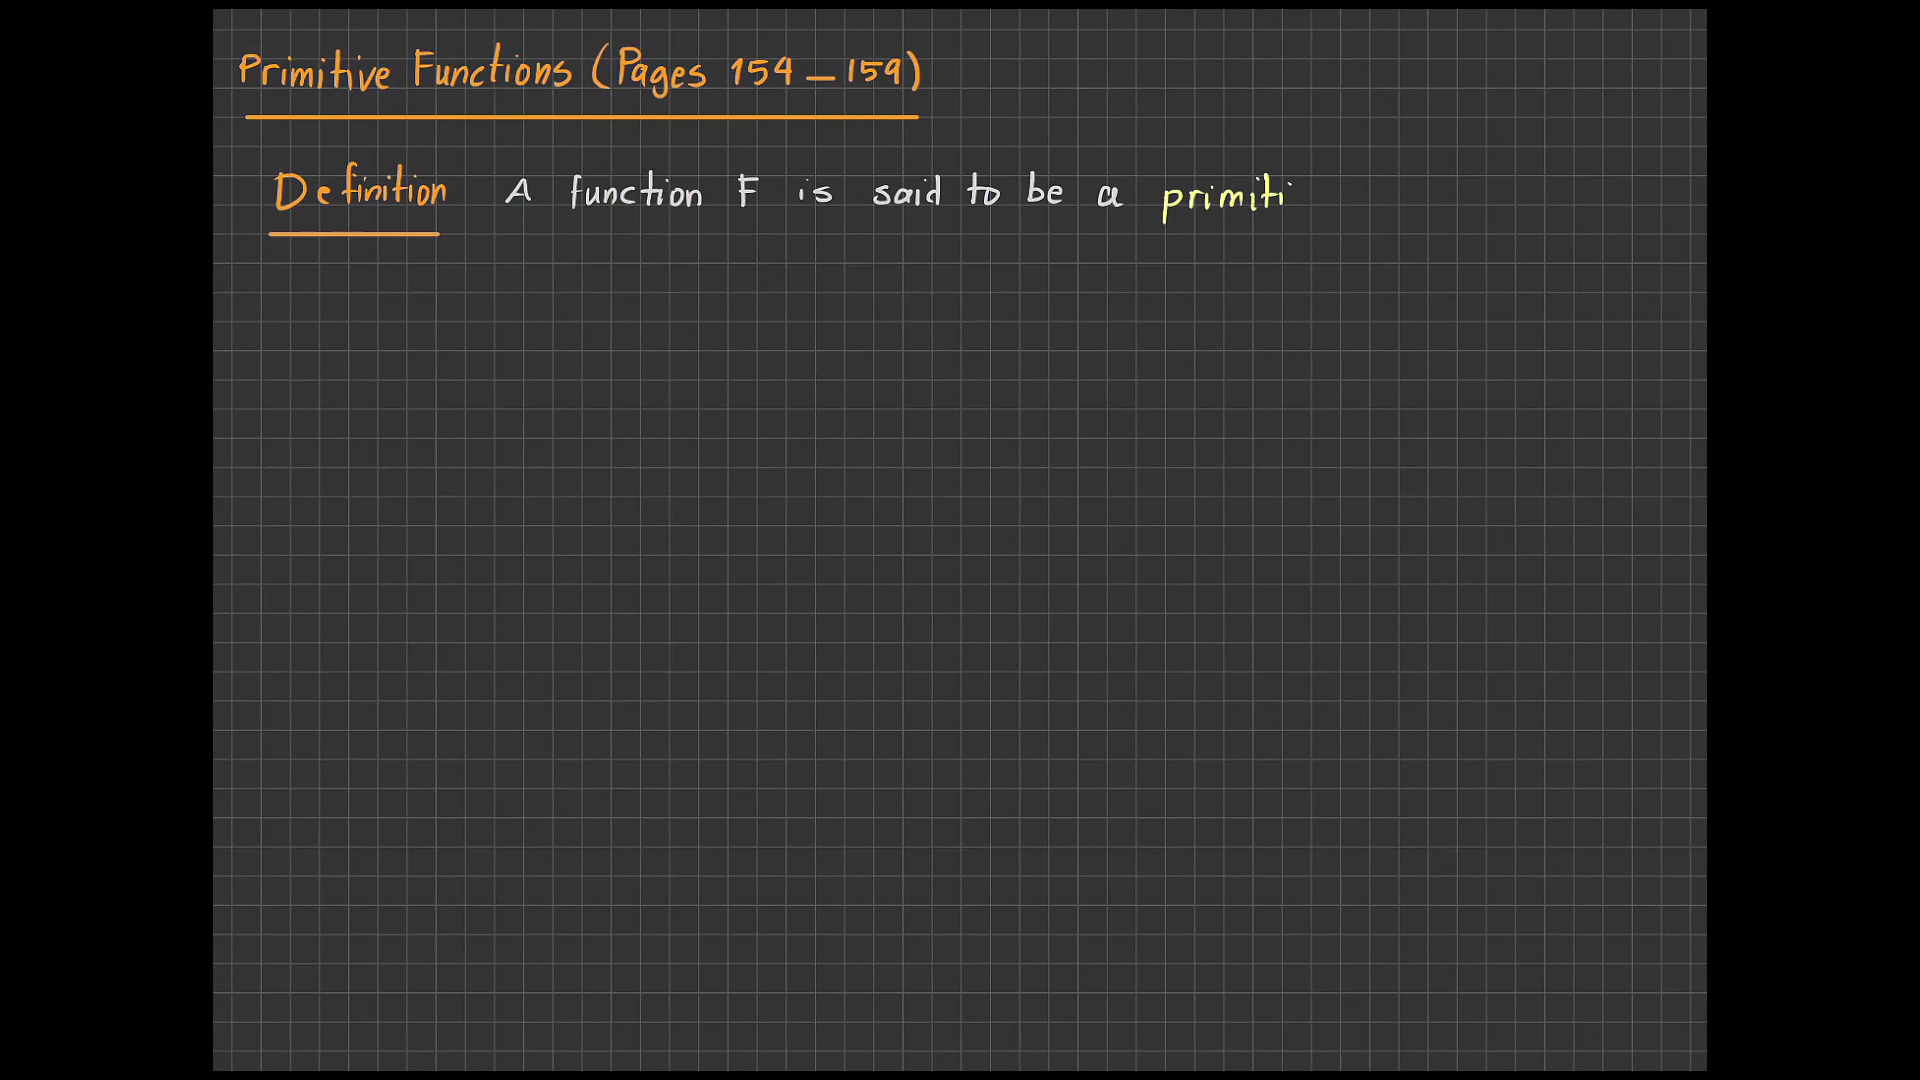 Primitive Functions (Pages 154 – 159)
Definition A function F is said to be a primiti